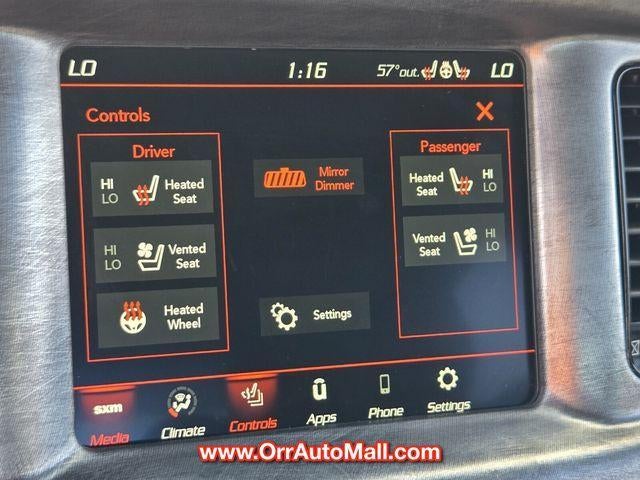 LO 1:16 57°out. LO
Controls X
Driver
HI LO Heated Seat
HI LO Vented Seat
Heated Wheel
Mirror Dimmer
Settings
Passenger
Heated Seat HI LO
Vented Seat HI LO
sxm Media
Climate
Controls
u Apps
Phone
Settings
www.OrrAutoMall.com